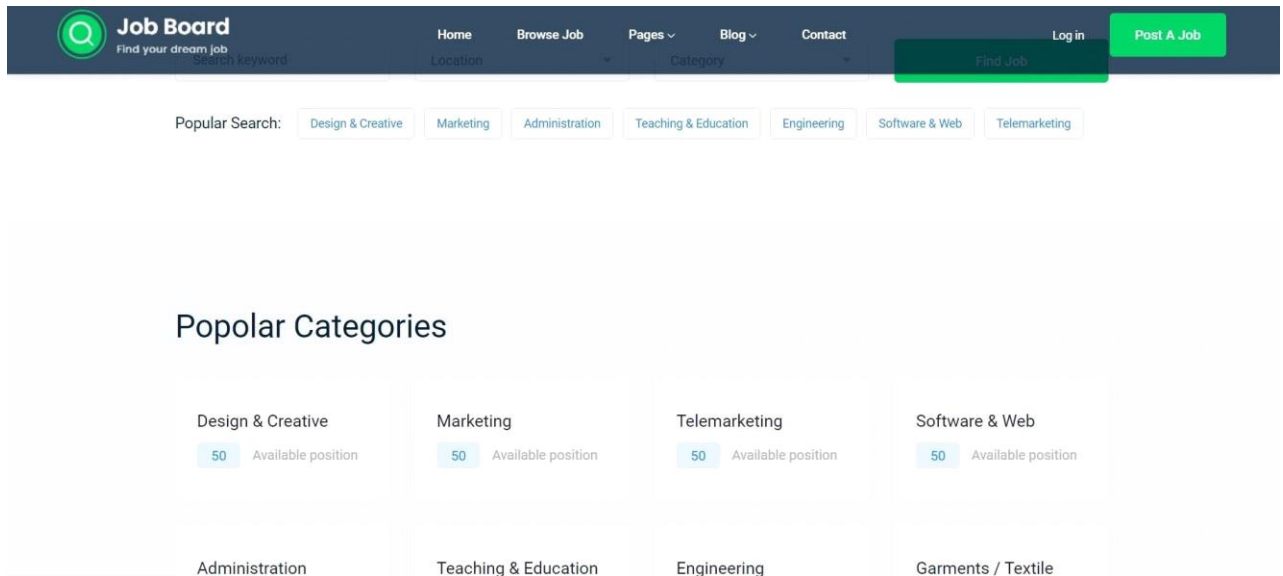 Job Board
Find your dream job
Home Browse Job Pages Blog Contact Log in Post A Job
Search keyword Location Category Find Job
Popular Search: Design & Creative Marketing Administration Teaching & Education Engineering Software & Web Telemarketing
Popolar Categories
Design & Creative Marketing Telemarketing Software & Web
50 Available position 50 Available position 50 Available position 50 Available position
Administration Teaching & Education Engineering Garments / Textile